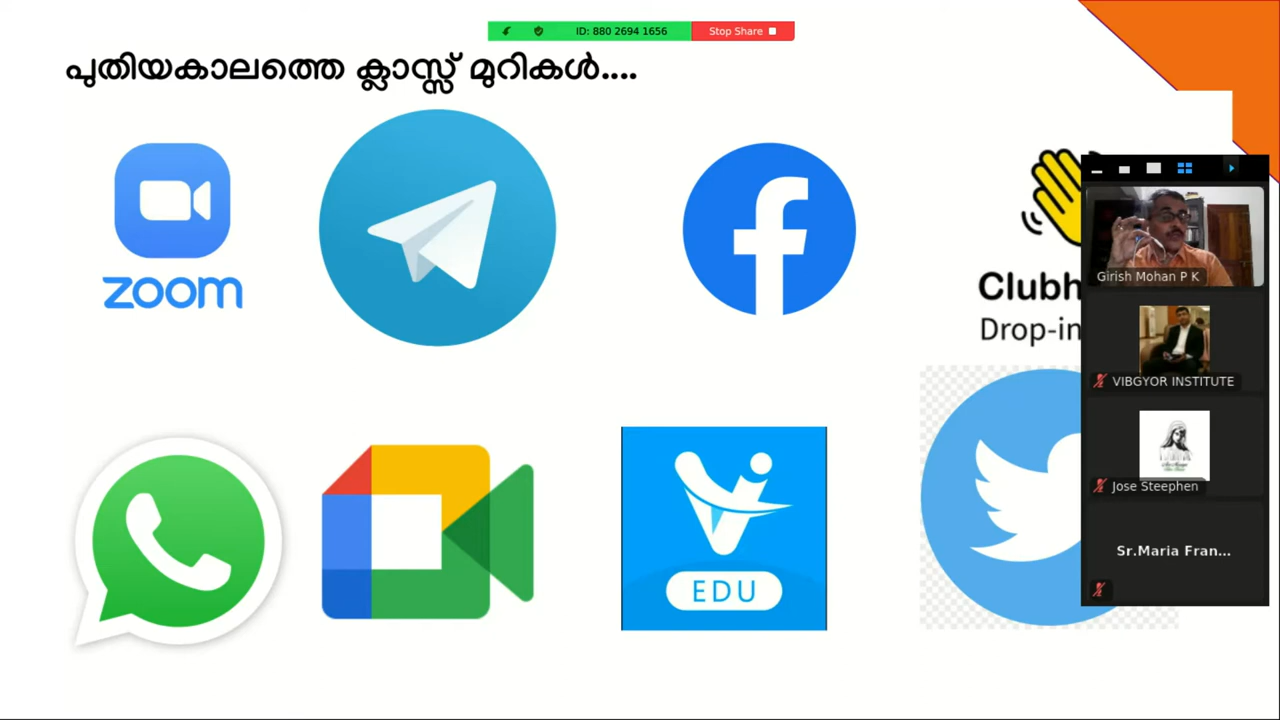 ID: 880 2694 1656
Stop Share
പുതിയകാലത്തെ ക്ലാസ്സ് മുറികൾ....
zoom
Clubh
Drop-in
EDU
Girish Mohan P K
VIBGYOR INSTITUTE
Jose Steephen
Sr.Maria Fran...